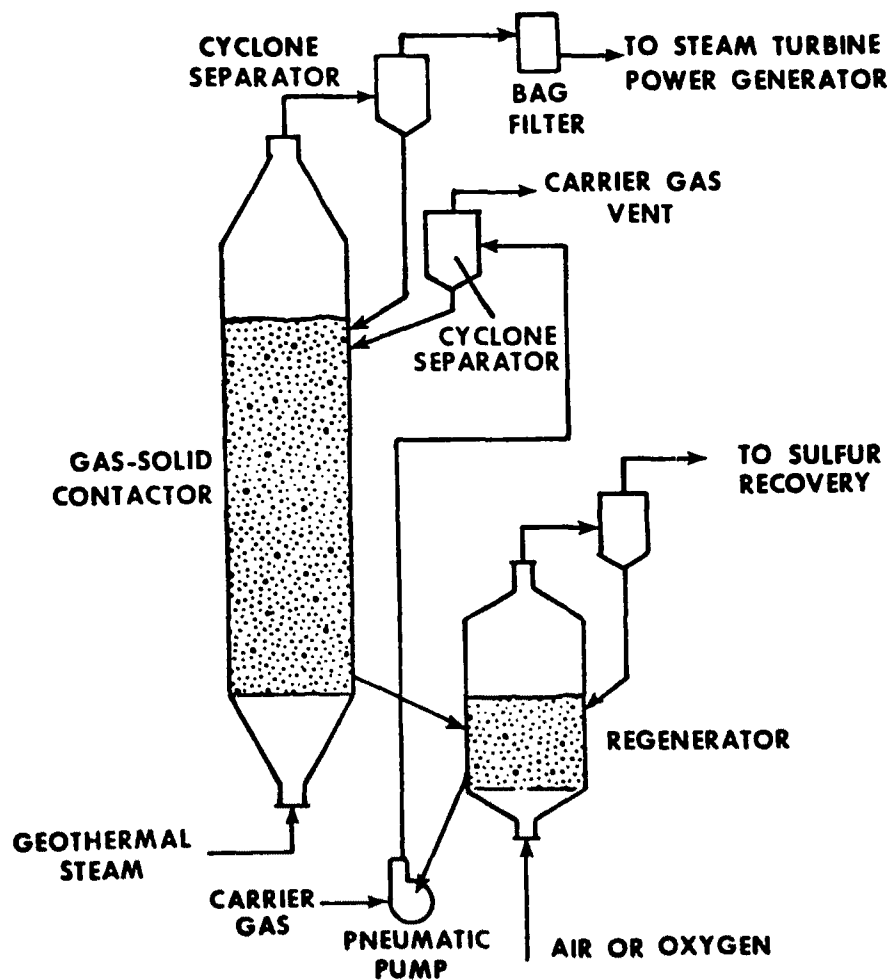 CYCLONE
SEPARATOR
BAG
FILTER
TO STEAM TURBINE
POWER GENERATOR
CARRIER GAS
VENT
CYCLONE
SEPARATOR
GAS-SOLID
CONTACTOR
TO SULFUR
RECOVERY
REGENERATOR
GEOTHERMAL
STEAM
CARRIER
GAS
PNEUMATIC
PUMP
AIR OR OXYGEN